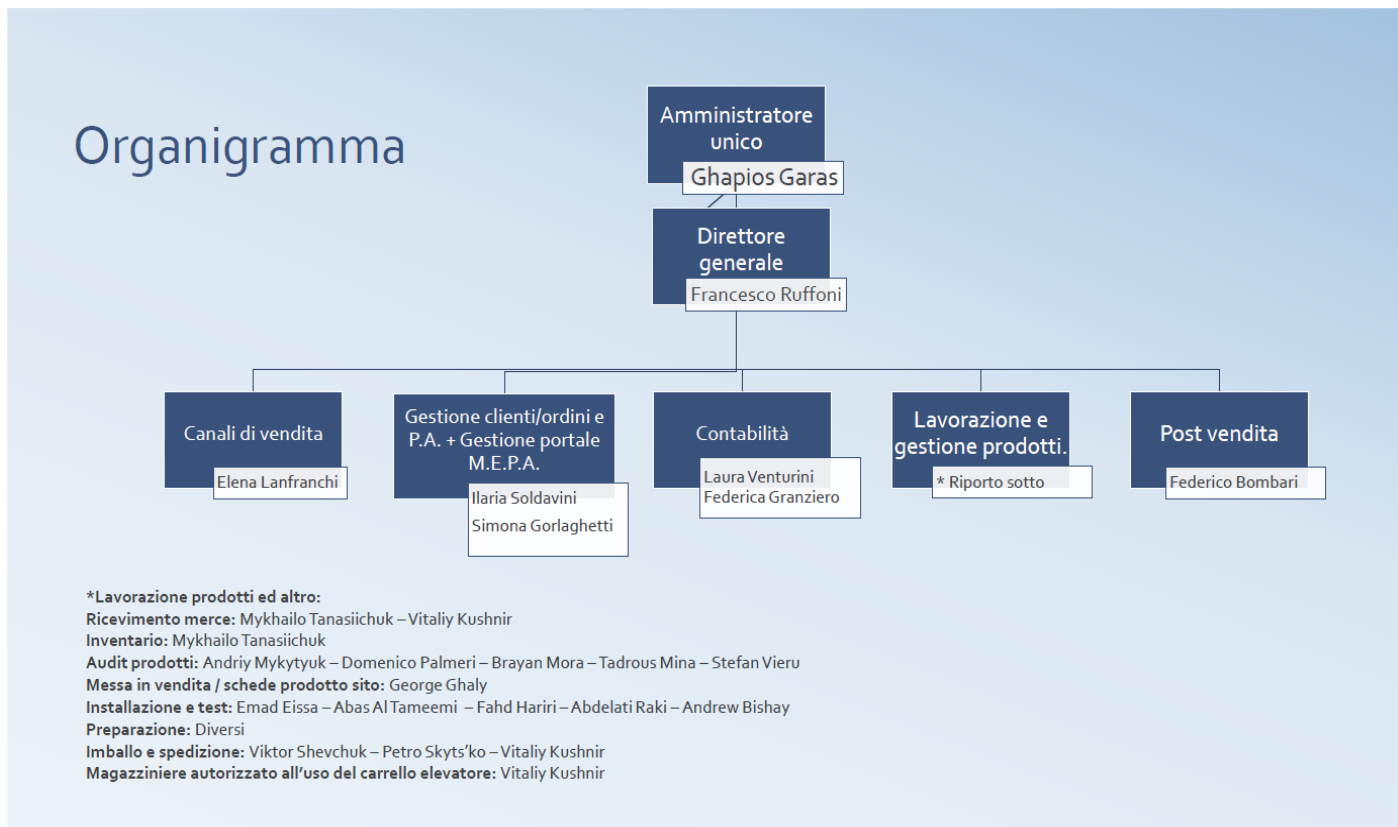 Organigramma
Amministratore
unico
Ghapios Garas
Direttore
generale
Francesco Ruffoni
Canali di vendita
Elena Lanfranchi
Gestione clienti/ordini e
P.A. + Gestione portale
M.E.P.A.
Ilaria Soldavini
Simona Gorlaghetti
Contabilità
Laura Venturini
Federica Granziero
Lavorazione e
gestione prodotti.
* Riporto sotto
Post vendita
Federico Bombari
*Lavorazione prodotti ed altro:
Ricevimento merce: Mykhailo Tanasiichuk – Vitaliy Kushnir
Inventario: Mykhailo Tanasiichuk
Audit prodotti: Andriy Mykytyuk – Domenico Palmeri – Brayan Mora – Tadrous Mina – Stefan Vieru
Messa in vendita / schede prodotto sito: George Ghaly
Installazione e test: Emad Eissa – Abas Al Tameemi – Fahd Hariri – Abdelati Raki – Andrew Bishay
Preparazione: Diversi
Imballo e spedizione: Viktor Shevchuk – Petro Skyts’ko – Vitaliy Kushnir
Magazziniere autorizzato all’uso del carrello elevatore: Vitaliy Kushnir